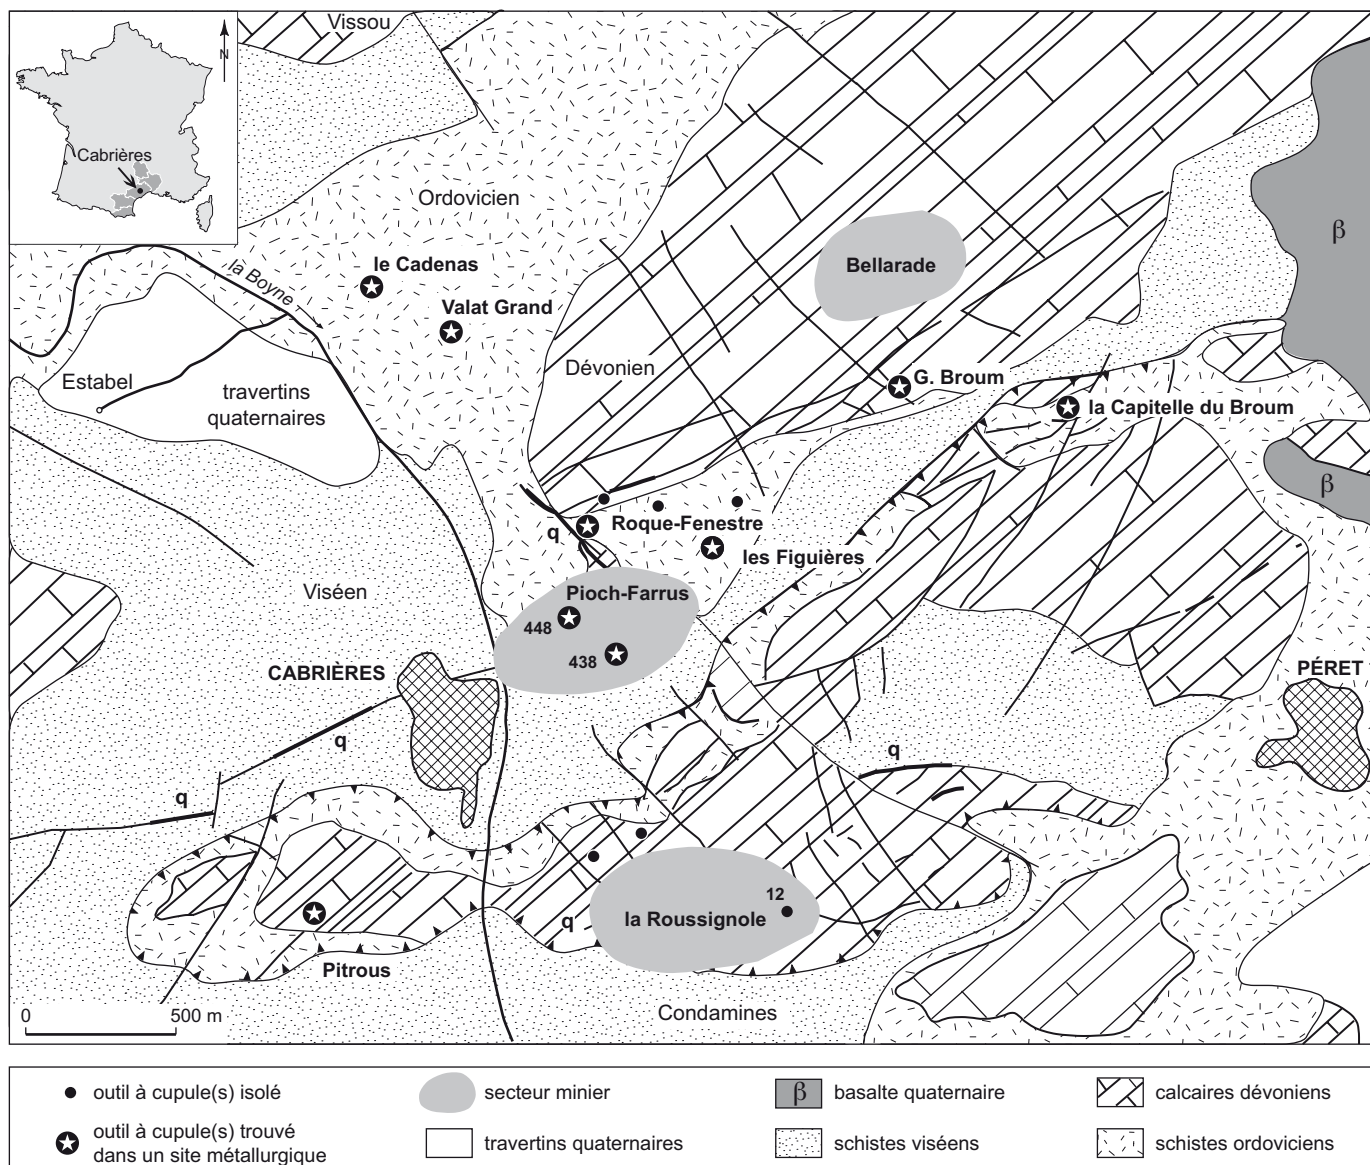 Vissou
N
Cabrières
Ordovicien
le Cadenas
la Boyne
Valat Grand
Bellarade
β
Estabel
travertins
quaternaires
Dévonien
G. Broum
la Capitelle du Broum
β
q
Roque-Fenestre
les Figuières
Viséen
Pioch-Farrus
448
438
CABRIÈRES
PÉRET
q
q
q
12
q
la Roussignole
Pitrous
Condamines
0 500 m
outil à cupule(s) isolé
secteur minier
β basalte quaternaire
calcaires dévoniens
outil à cupule(s) trouvé
dans un site métallurgique
travertins quaternaires
schistes viséens
schistes ordoviciens